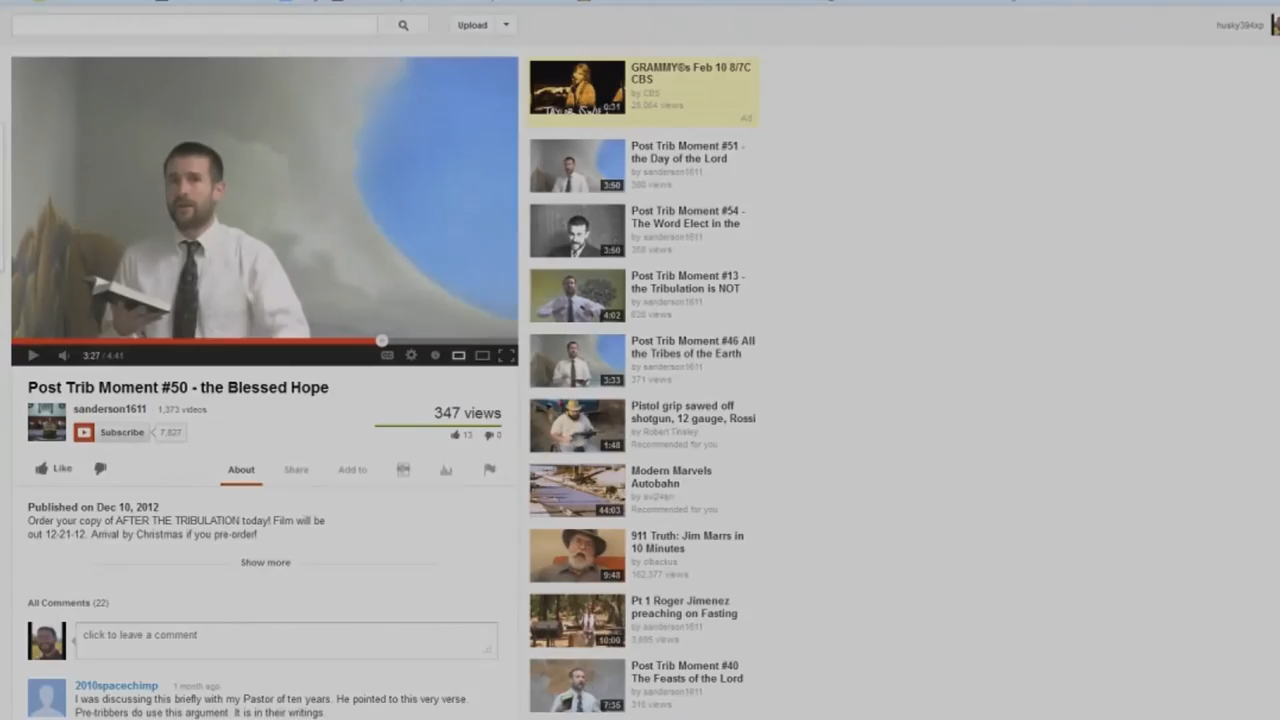 Upload
husky394xp
GRAMMY©s Feb 10 8/7C
CBS
by CBS
28,064 views
Ad
0:31
Post Trib Moment #51 -
the Day of the Lord
by sanderson1611
3:50
Post Trib Moment #54 -
The Word Elect in the
by sanderson1611
3:50
Post Trib Moment #13 -
the Tribulation is NOT
by sanderson1611
4:02
Post Trib Moment #46 All
the Tribes of the Earth
by sanderson1611
371 views
3:33
3:27 / 4:41
Post Trib Moment #50 - the Blessed Hope
sanderson1611 1,373 videos
Subscribe 7,827
347 views
13 0
Pistol grip sawed off
shotgun, 12 gauge, Rossi
by Robert Tinsley
Recommended for you
1:48
Like
About Share Add to
Modern Marvels
Autobahn
Recommended for you
44:03
Published on Dec 10, 2012
Order your copy of AFTER THE TRIBULATION today! Film will be
out 12-21-12. Arrival by Christmas if you pre-order!
Show more
911 Truth: Jim Marrs in
10 Minutes
by clbackus
162,377 views
9:48
All Comments (22)
click to leave a comment
Pt 1 Roger Jimenez
preaching on Fasting
by sanderson1611
3,895 views
10:00
2010spacechimp 1 month ago
I was discussing this briefly with my Pastor of ten years. He pointed to this very verse.
Pre-tribbers do use this argument. It is in their writings.
Post Trib Moment #40
The Feasts of the Lord
by sanderson1611
316 views
7:36